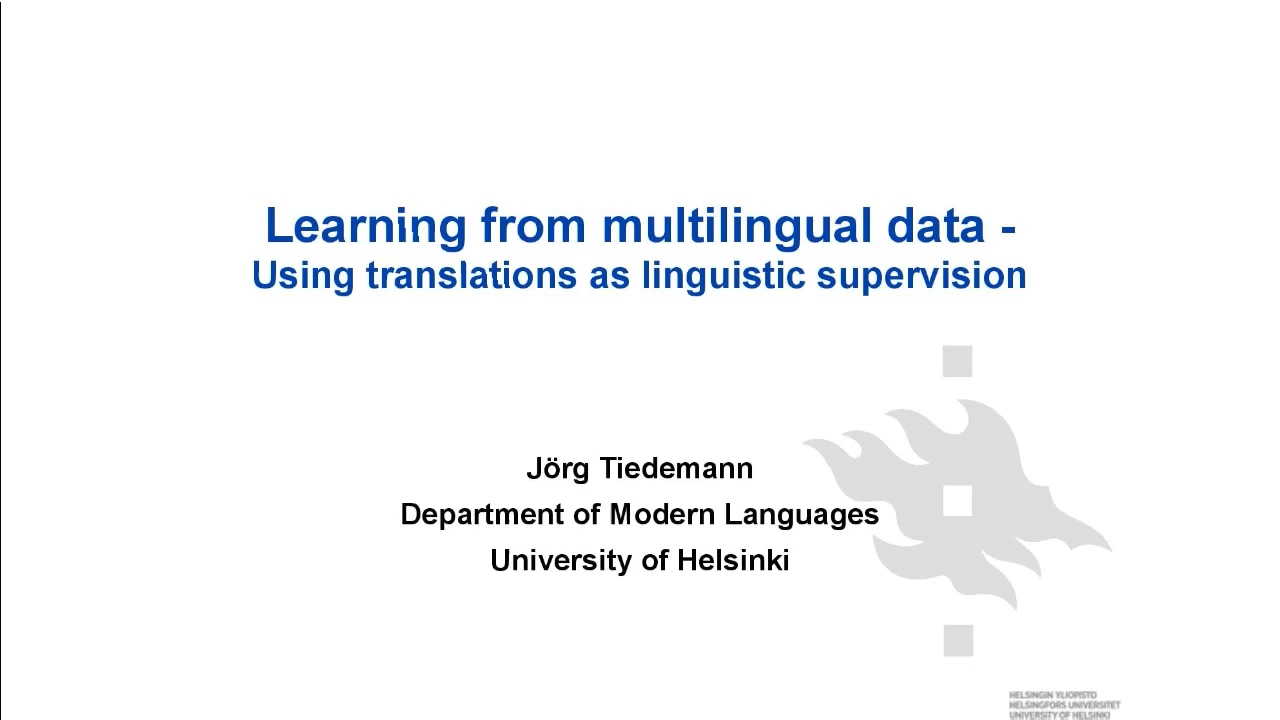 Learning from multilingual data -
Using translations as linguistic supervision
Jörg Tiedemann
Department of Modern Languages
University of Helsinki
HELSINGIN YLIOPISTO
HELSINGFORS UNIVERSITET
UNIVERSITY OF HELSINKI